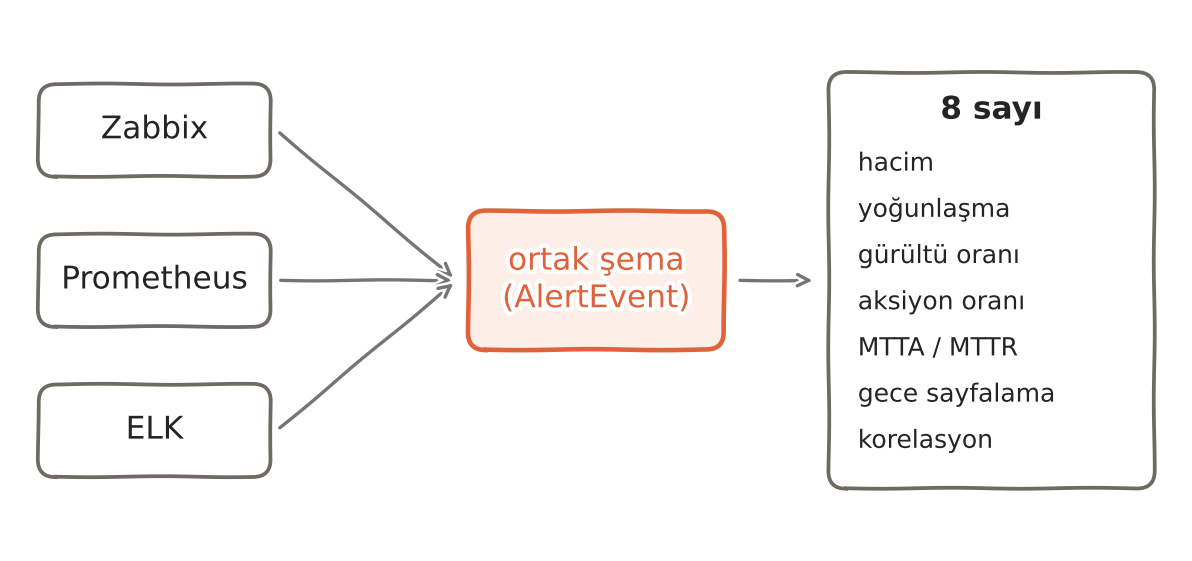 Zabbix
Prometheus
ELK
ortak şema
(AlertEvent)
8 sayı
hacim
yoğunlaşma
gürültü oranı
aksiyon oranı
MTTA / MTTR
gece sayfalama
korelasyon